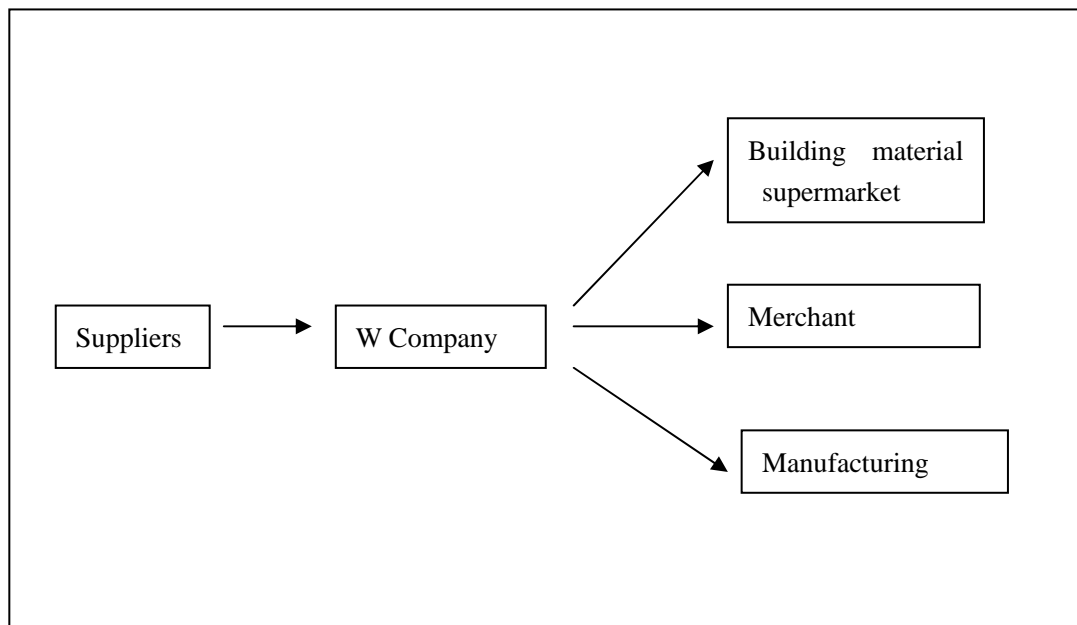 Building material
supermarket
Suppliers
W Company
Merchant
Manufacturing